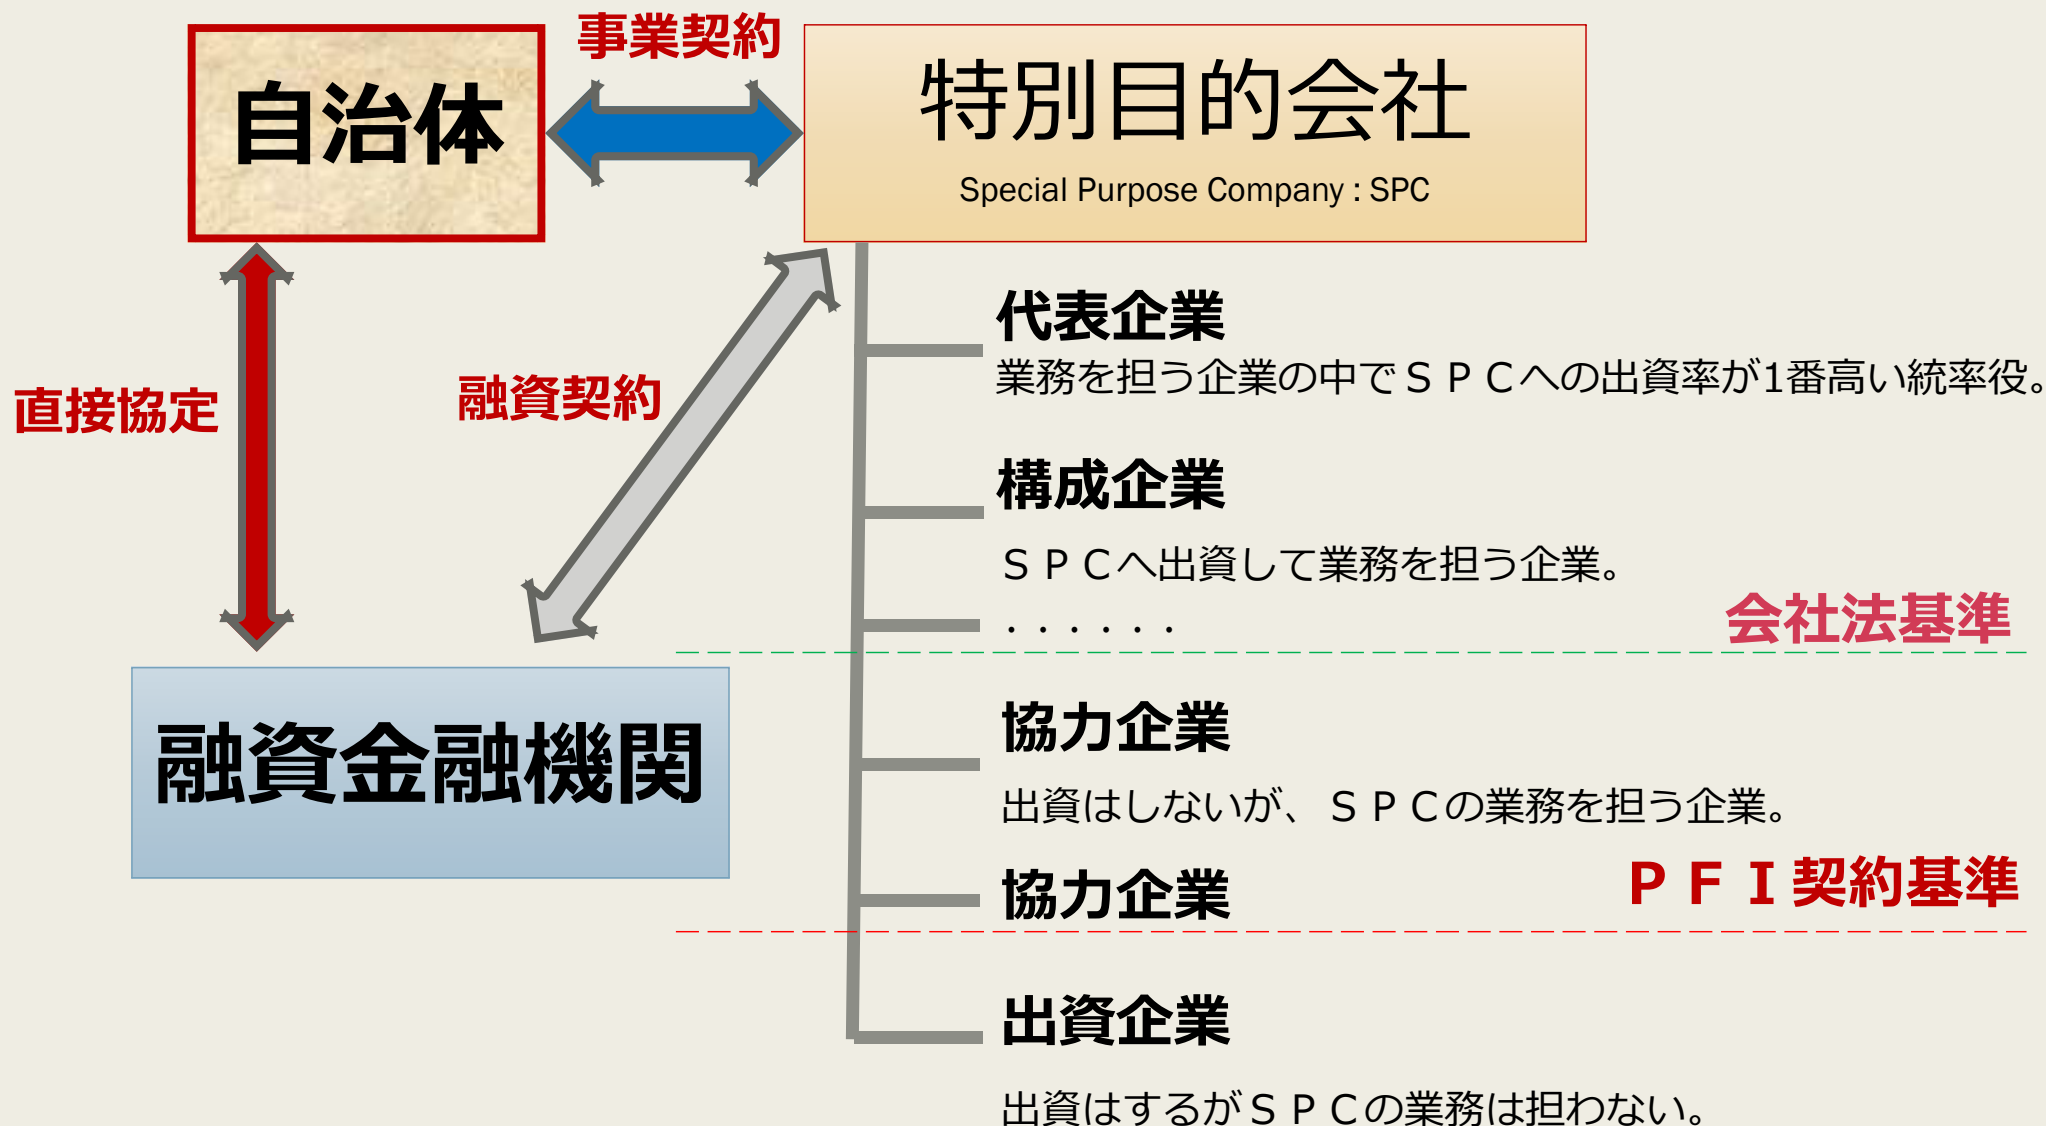 事業契約
自治体
特別目的会社
Special Purpose Company : SPC
直接協定
融資契約
代表企業
業務を担う企業の中でＳＰＣへの出資率が1番高い統率役。
構成企業
ＳＰＣへ出資して業務を担う企業。
・・・・・・
会社法基準
融資金融機関
協力企業
出資はしないが、ＳＰＣの業務を担う企業。
協力企業
ＰＦＩ契約基準
出資企業
出資はするがＳＰＣの業務は担わない。